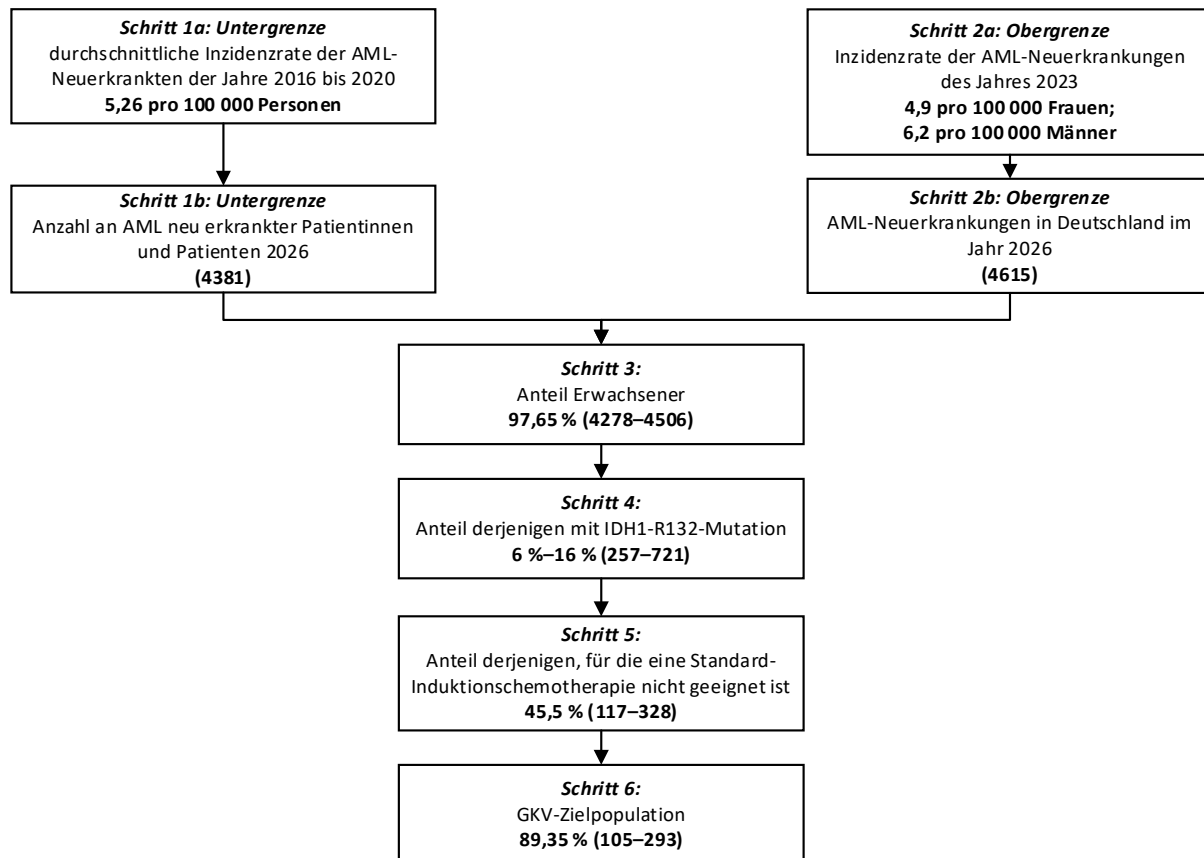 Schritt 1a: Untergrenze
durchschnittliche Inzidenzrate der AML-
Neuerkrankten der Jahre 2016 bis 2020
5,26 pro 100 000 Personen
Schritt 2a: Obergrenze
Inzidenzrate der AML-Neuerkrankungen
des Jahres 2023
4,9 pro 100 000 Frauen;
6,2 pro 100 000 Männer
Schritt 1b: Untergrenze
Anzahl an AML neu erkrankter Patientinnen
und Patienten 2026
(4381)
Schritt 2b: Obergrenze
AML-Neuerkrankungen in Deutschland im
Jahr 2026
(4615)
Schritt 3:
Anteil Erwachsener
97,65 % (4278–4506)
Schritt 4:
Anteil derjenigen mit IDH1-R132-Mutation
6 %–16 % (257–721)
Schritt 5:
Anteil derjenigen, für die eine Standard-
Induktionschemotherapie nicht geeignet ist
45,5 % (117–328)
Schritt 6:
GKV-Zielpopulation
89,35 % (105–293)